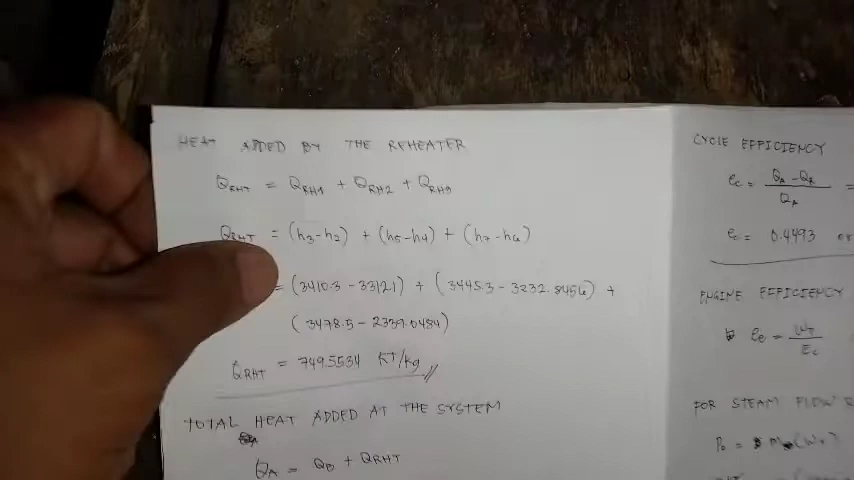 HEAT ADDED BY THE REHEATER
QRHT = QRH1 + QRH2 + QRH3
QRHT = (h3-h2) + (h5-h4) + (h7-h6)
= (3410.3 - 3312.1) + (3445.3 - 3232.8456) +
(3478.5 - 2339.0484)
QRHT = 749.5534 KJ/kg
TOTAL HEAT ADDED AT THE SYSTEM
QA = QB + QRHT
CYCLE EFFICIENCY
ec = QA - QR =
QA
ec = 0.4493 or
ENGINE EFFICIENCY
ee = WT
Ec
FOR STEAM FLOW R